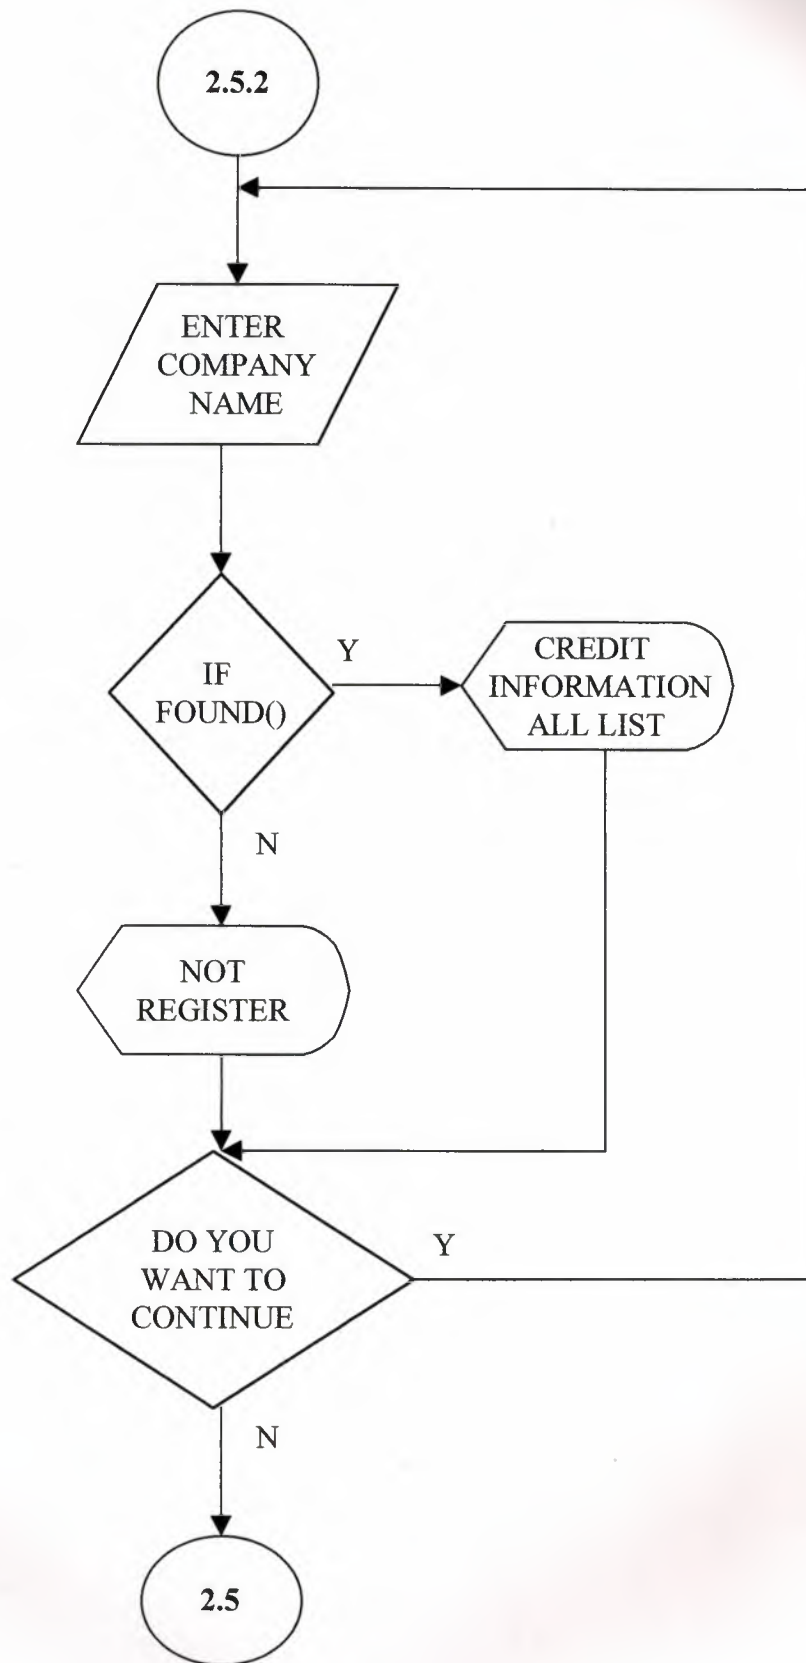 2.5.2
ENTER
COMPANY
NAME
IF
FOUND()
Y
CREDIT
INFORMATION
ALL LIST
N
NOT
REGISTER
DO YOU
WANT TO
CONTINUE
Y
N
2.5